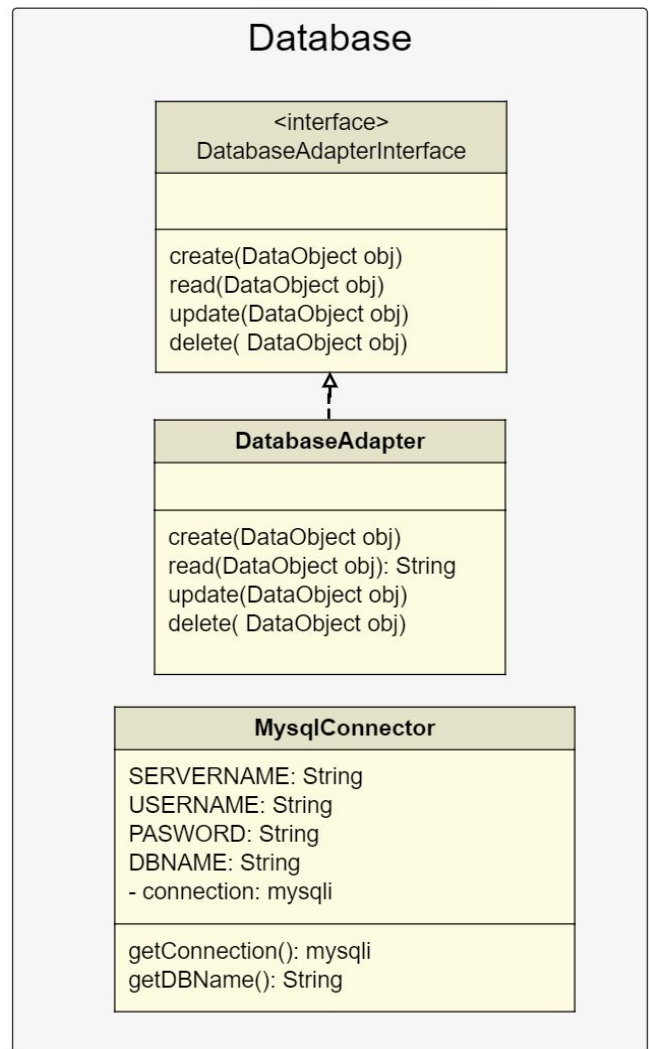 Database
<interface>
DatabaseAdapterInterface
create(DataObject obj)
read(DataObject obj)
update(DataObject obj)
delete( DataObject obj)
DatabaseAdapter
create(DataObject obj)
read(DataObject obj): String
update(DataObject obj)
delete( DataObject obj)
MysqlConnector
SERVERNAME: String
USERNAME: String
PASWORD: String
DBNAME: String
- connection: mysqli
getConnection(): mysqli
getDBName(): String